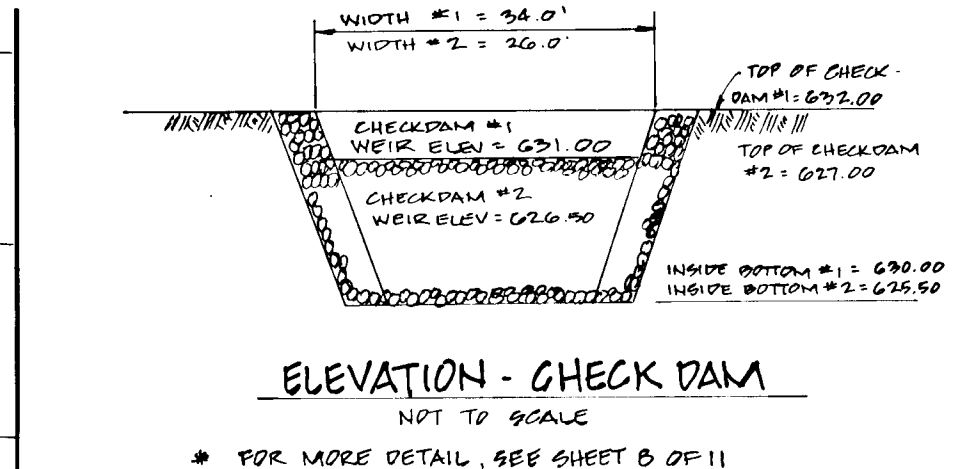 WIDTH #1 = 34.0'
WIDTH #2 = 26.0'
TOP OF CHECK-
DAM #1 = 632.00
CHECKDAM #1
WEIR ELEV = 631.00
TOP OF CHECKDAM
#2 = 627.00
CHECKDAM #2
WEIR ELEV = 626.50
INSIDE BOTTOM #1 = 630.00
INSIDE BOTTOM #2 = 625.50
ELEVATION - CHECK DAM
NOT TO SCALE
* FOR MORE DETAIL, SEE SHEET 8 OF 11